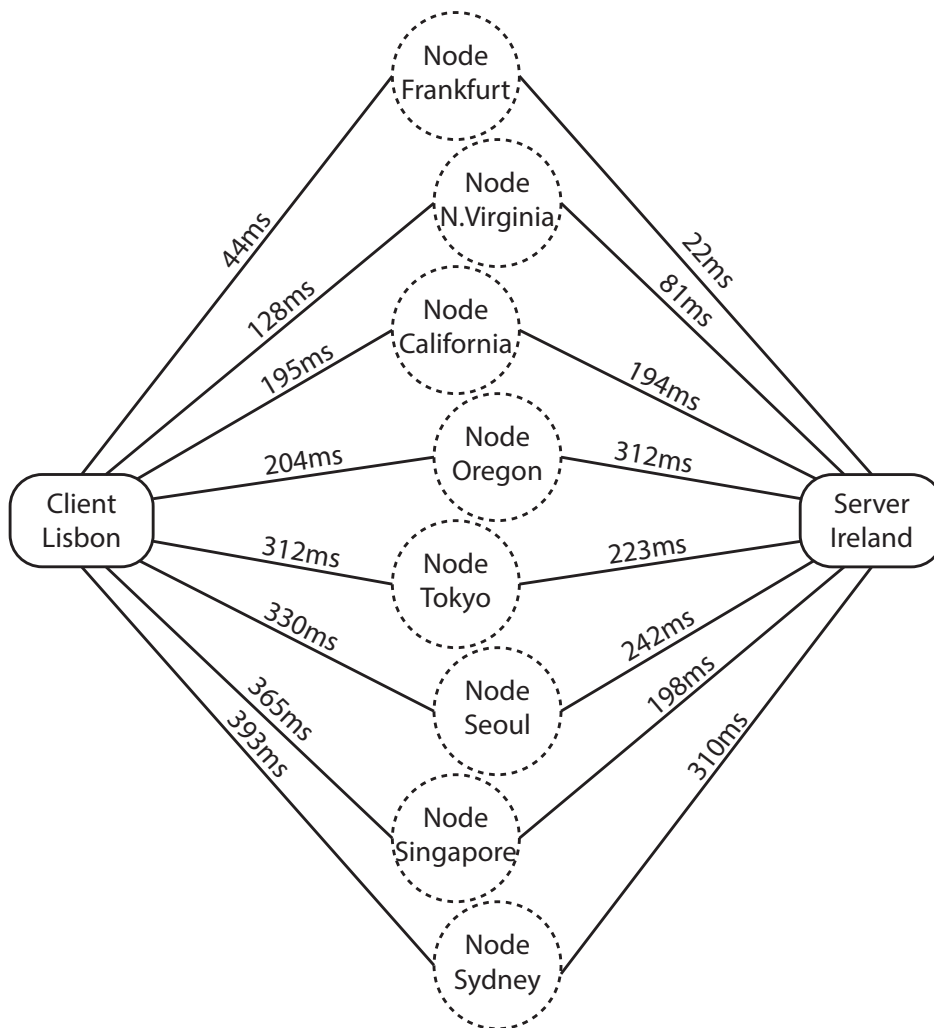 Node
Frankfurt
Node
N.Virginia
44ms
22ms
128ms
81ms
Node
California
195ms
194ms
Node
Oregon
204ms
312ms
Client
Lisbon
Server
Ireland
312ms
223ms
Node
Tokyo
330ms
242ms
Node
Seoul
365ms
198ms
393ms
310ms
Node
Singapore
Node
Sydney